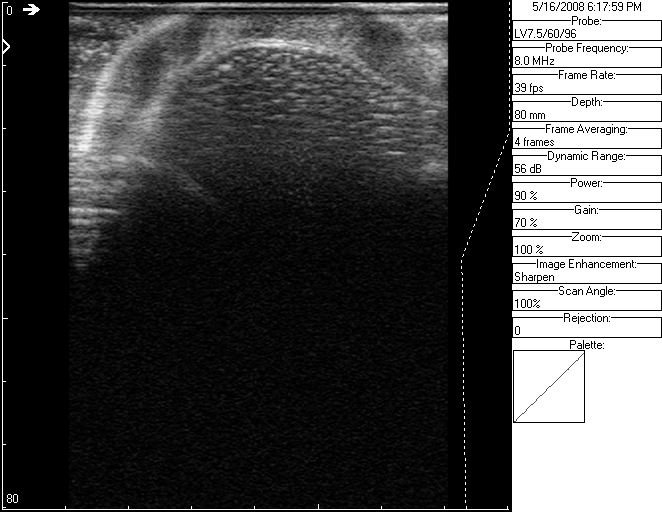 0
80
5/16/2008 6:17:59 PM
Probe:
LV7.5/60/96
Probe Frequency:
8.0 MHz
Frame Rate:
39 fps
Depth:
80 mm
Frame Averaging:
4 frames
Dynamic Range:
56 dB
Power:
90 %
Gain:
70 %
Zoom:
100 %
Image Enhancement:
Sharpen
Scan Angle:
100%
Rejection:
0
Palette: